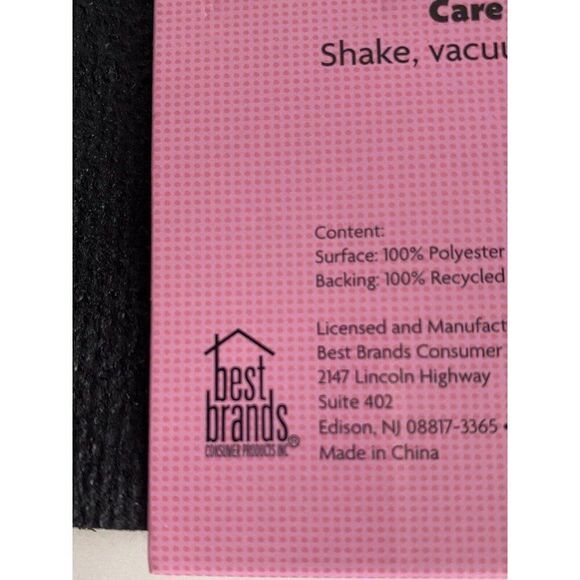 Care
Shake, vacuu
Content:
Surface: 100% Polyester
Backing: 100% Recycled
Licensed and Manufact
Best Brands Consumer
2147 Lincoln Highway
Suite 402
Edison, NJ 08817-3365 •
Made in China
best
brands®
CONSUMER PRODUCTS INC